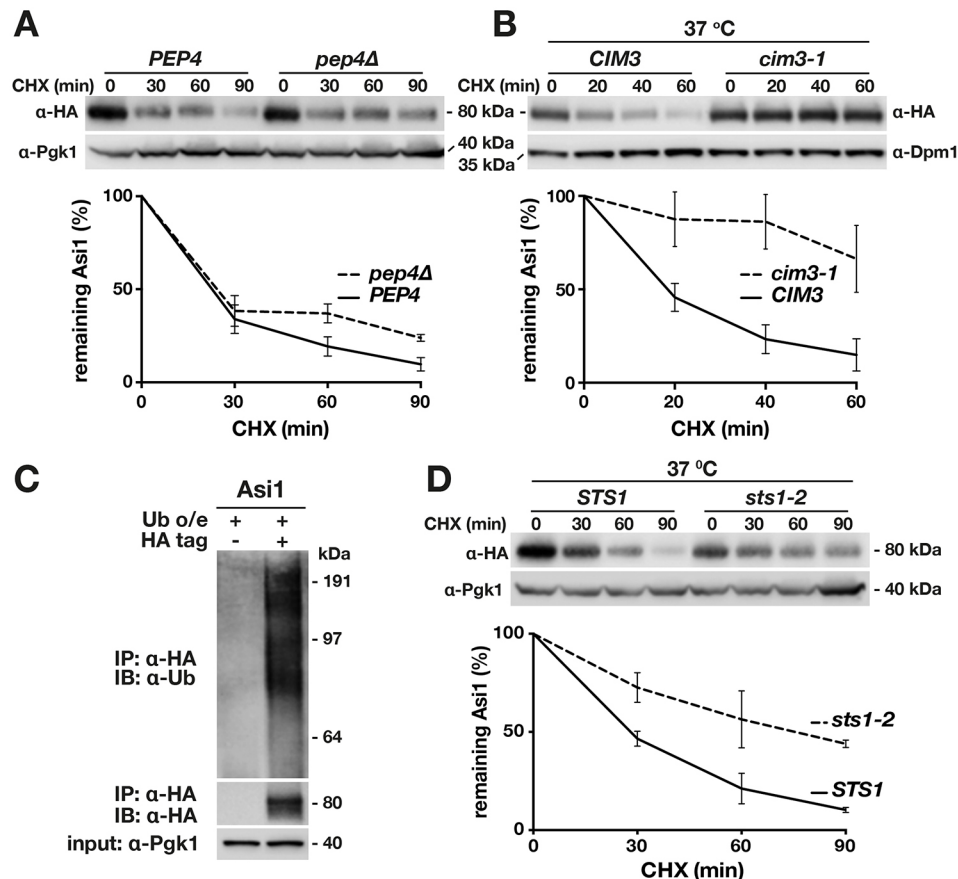 A
PEP4 pep4Δ
CHX (min) 0 30 60 90 0 30 60 90
α-HA - 80 kDa -
α-Pgk1 40 kDa
35 kDa
remaining Asi1 (%)
100
50
0
pep4Δ
PEP4
0 30 60 90
CHX (min)
B
37 °C
CIM3 cim3-1
CHX (min) 0 20 40 60 0 20 40 60
α-HA
α-Dpm1
remaining Asi1 (%)
100
50
0
cim3-1
CIM3
0 20 40 60
CHX (min)
C
Asi1
Ub o/e + +
HA tag - +
kDa
- 191
- 97
IP: α-HA
IB: α-Ub
- 64
IP: α-HA
IB: α-HA
- 80
input: α-Pgk1 - 40
D
37 ⁰C
STS1 sts1-2
CHX (min) 0 30 60 90 0 30 60 90
α-HA - 80 kDa
α-Pgk1 - 40 kDa
remaining Asi1 (%)
100
50
0
sts1-2
STS1
0 30 60 90
CHX (min)